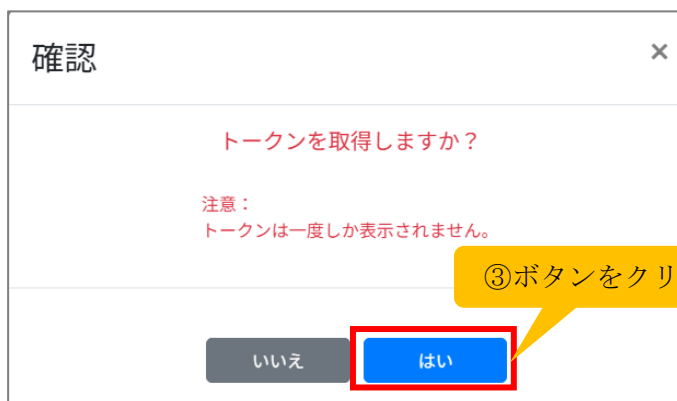 確認
×
トークンを取得しますか？
注意：
トークンは一度しか表示されません。
③ボタンをクリ
いいえ
はい